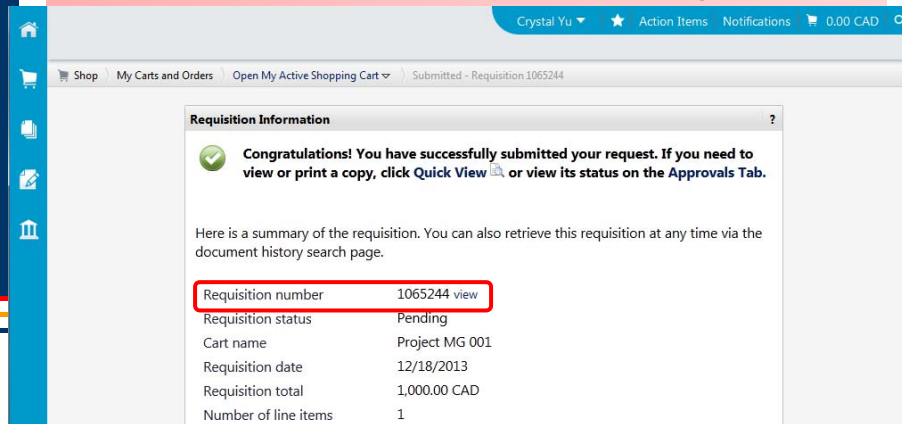 Crystal Yu Action Items Notifications 0.00 CAD
Shop My Carts and Orders Open My Active Shopping Cart Submitted - Requisition 1065244
Requisition Information ?
Congratulations! You have successfully submitted your request. If you need to
view or print a copy, click Quick View or view its status on the Approvals Tab.
Here is a summary of the requisition. You can also retrieve this requisition at any time via the
document history search page.
Requisition number 1065244 view
Requisition status Pending
Cart name Project MG 001
Requisition date 12/18/2013
Requisition total 1,000.00 CAD
Number of line items 1